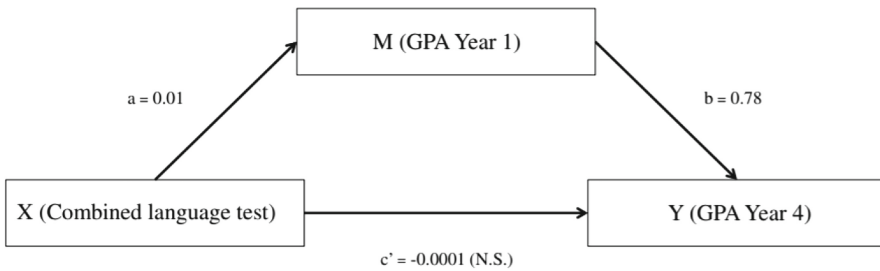 M (GPA Year 1)
a = 0.01
b = 0.78
X (Combined language test)
Y (GPA Year 4)
c’ = -0.0001 (N.S.)